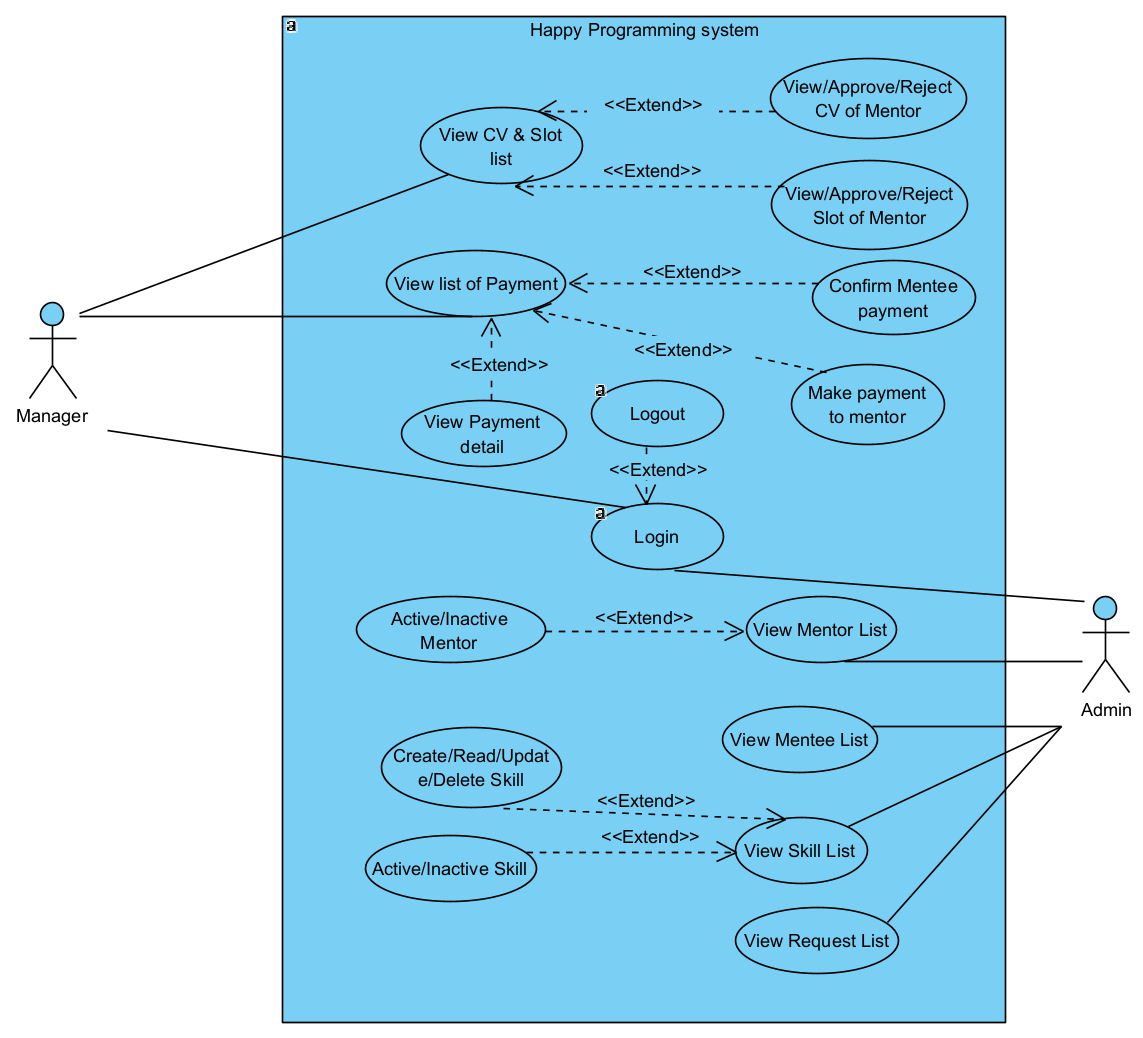 a
Happy Programming system
View/Approve/Reject
CV of Mentor
<<Extend>>
View CV & Slot
list
<<Extend>>
View/Approve/Reject
Slot of Mentor
<<Extend>>
View list of Payment
Confirm Mentee
payment
<<Extend>>
<<Extend>>
Make payment
to mentor
a
Logout
Manager
View Payment
detail
<<Extend>>
a
Login
<<Extend>>
Active/Inactive
Mentor
View Mentor List
Admin
View Mentee List
Create/Read/Updat
e/Delete Skill
<<Extend>>
<<Extend>>
View Skill List
Active/Inactive Skill
View Request List